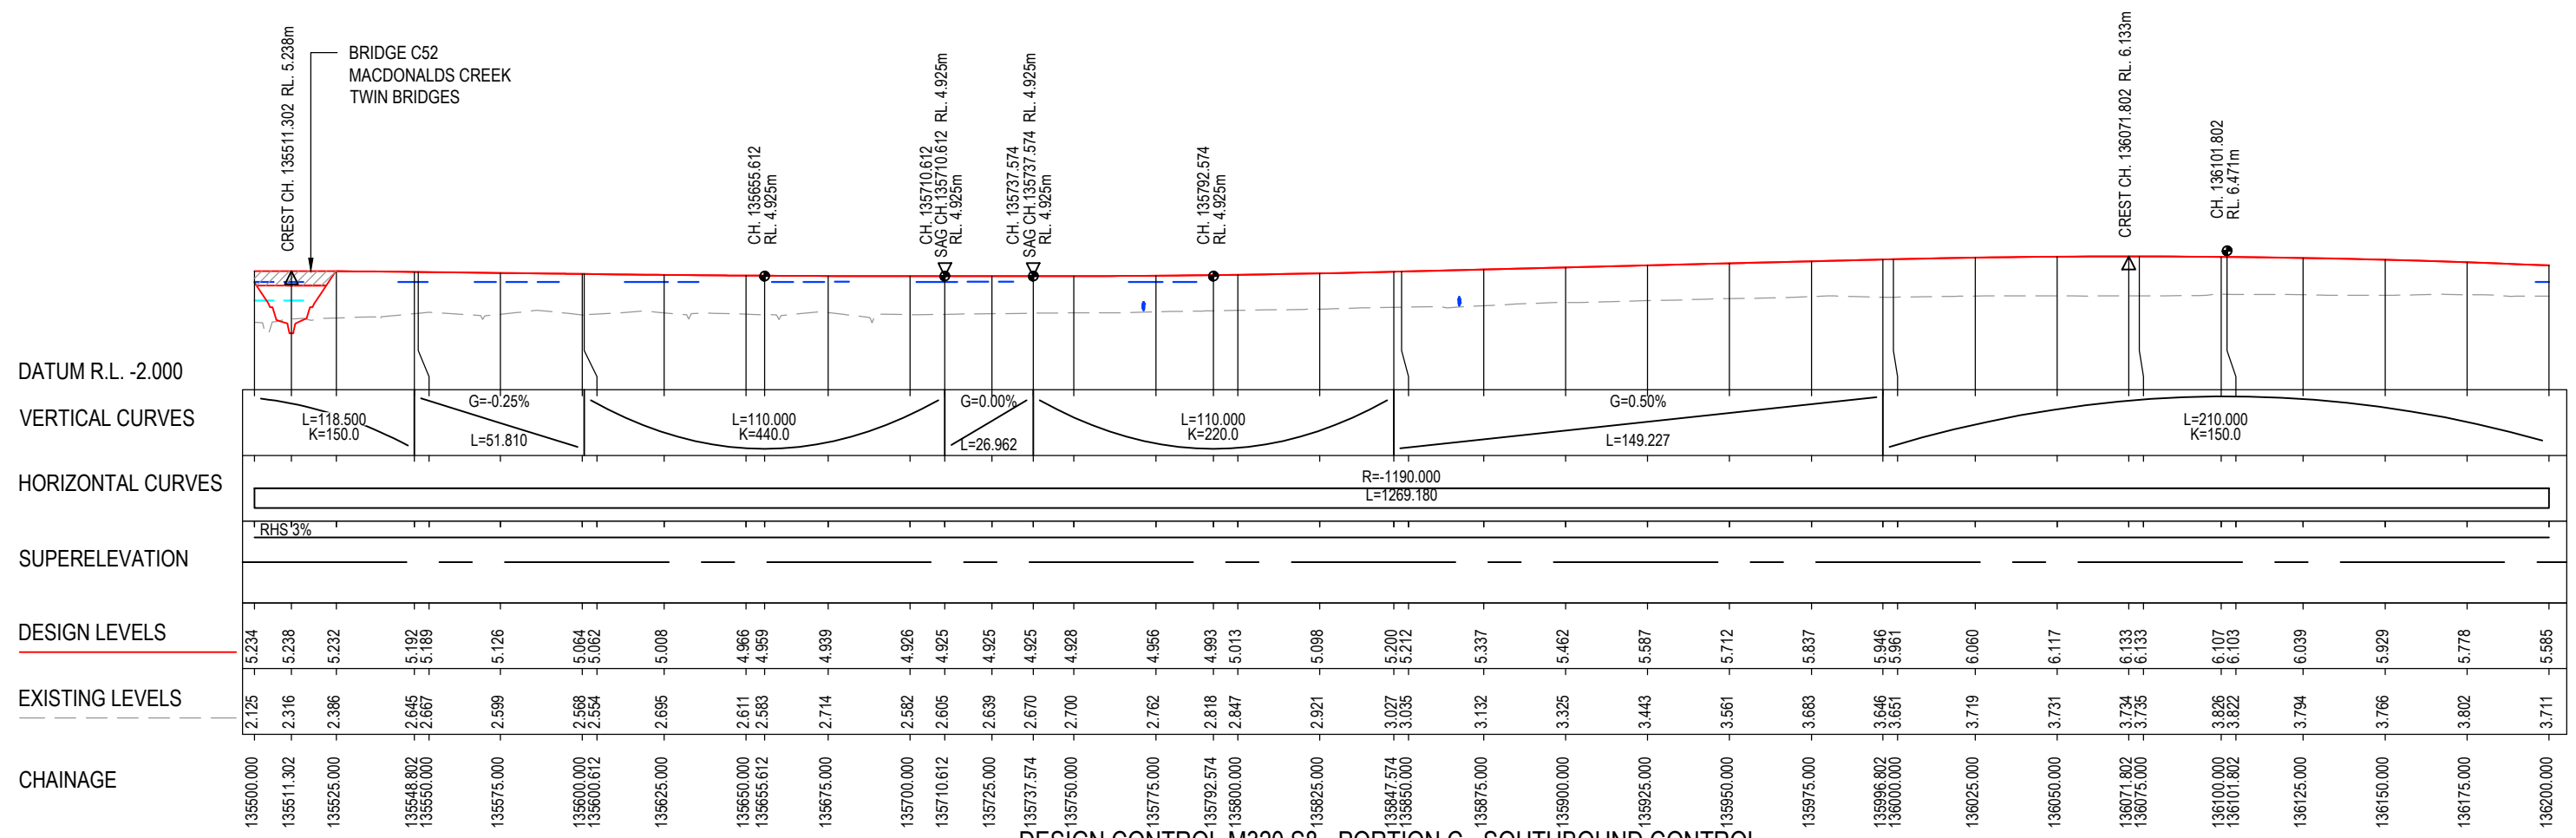 CREST CH. 135511.302 RL. 5.238m
BRIDGE C52
MACDONALDS CREEK
TWIN BRIDGES
CH. 135655.612
RL. 4.925m
CH. 135710.612
SAG CH.135710.612 RL. 4.925m
RL. 4.925m
CH. 135737.574
SAG CH.135737.574 RL. 4.925m
RL. 4.925m
CH. 135792.574
RL. 4.925m
CREST CH. 136071.802 RL. 6.133m
CH. 136101.802
RL. 6.471m
DATUM R.L. -2.000
VERTICAL CURVES
L=118.500
K=150.0
G=-0.25%
L=51.810
L=110.000
K=440.0
G=0.00%
L=26.962
L=110.000
K=220.0
G=0.50%
L=149.227
L=210.000
K=150.0
HORIZONTAL CURVES
R=-1190.000
L=1269.180
SUPERELEVATION
RHS 3%
DESIGN LEVELS
5.234 5.238 5.232 5.192 5.189 5.126 5.064 5.062 5.008 4.966 4.959 4.939 4.926 4.925 4.925 4.925 4.928 4.956 4.993 5.013 5.098 5.200 5.212 5.337 5.462 5.587 5.712 5.837 5.946 5.961 6.060 6.117 6.133 6.133 6.107 6.103 6.039 5.929 5.778 5.585
EXISTING LEVELS
2.125 2.316 2.386 2.645 2.667 2.599 2.568 2.554 2.695 2.611 2.583 2.714 2.582 2.605 2.639 2.670 2.700 2.762 2.818 2.847 2.921 3.027 3.035 3.132 3.325 3.443 3.561 3.683 3.646 3.651 3.719 3.731 3.734 3.735 3.826 3.822 3.794 3.766 3.802 3.711
CHAINAGE
135500.000 135511.302 135525.000 135548.802 135550.000 135575.000 135600.000 135600.612 135625.000 135650.000 135655.612 135675.000 135700.000 135710.612 135725.000 135737.574 135750.000 135775.000 135792.574 135800.000 135825.000 135847.574 135850.000 135875.000 135900.000 135925.000 135950.000 135975.000 135996.802 136000.000 136025.000 136050.000 136071.802 136075.000 136100.000 136101.802 136125.000 136150.000 136175.000 136200.000
DESIGN CONTROL M320 S8 - PORTION C - SOUTHBOUND CONTROL